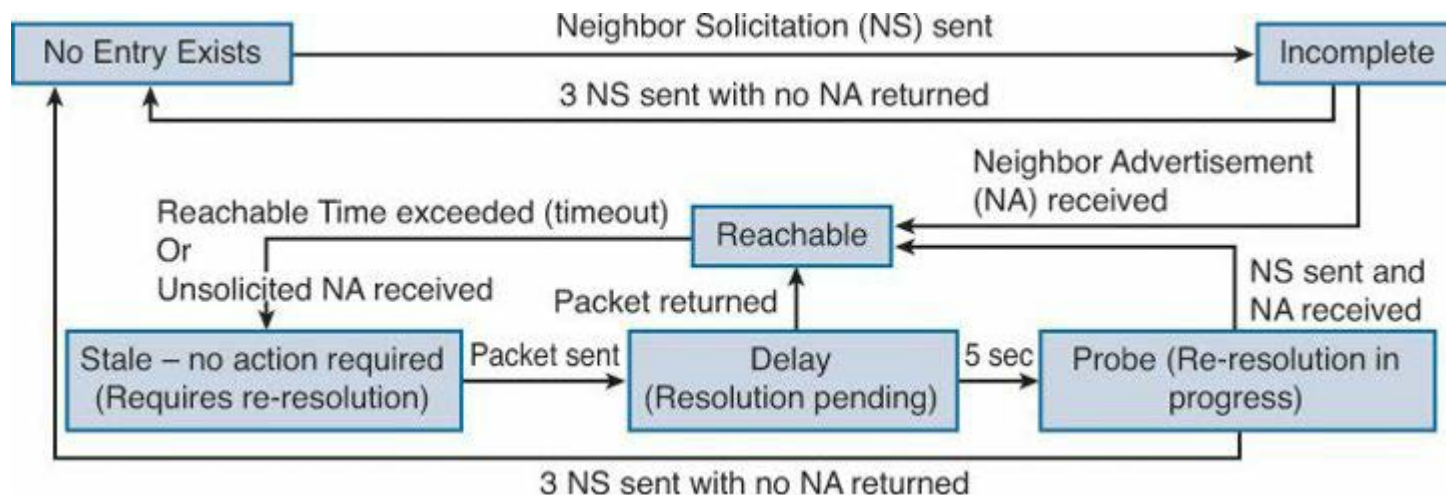 Neighbor Solicitation (NS) sent
No Entry Exists
Incomplete
3 NS sent with no NA returned
Neighbor Advertisement
(NA) received
Reachable Time exceeded (timeout)
Or
Unsolicited NA received
Reachable
NS sent and
NA received
Packet returned
Stale – no action required
(Requires re-resolution)
Packet sent
Delay
(Resolution pending)
5 sec
Probe (Re-resolution in
progress)
3 NS sent with no NA returned